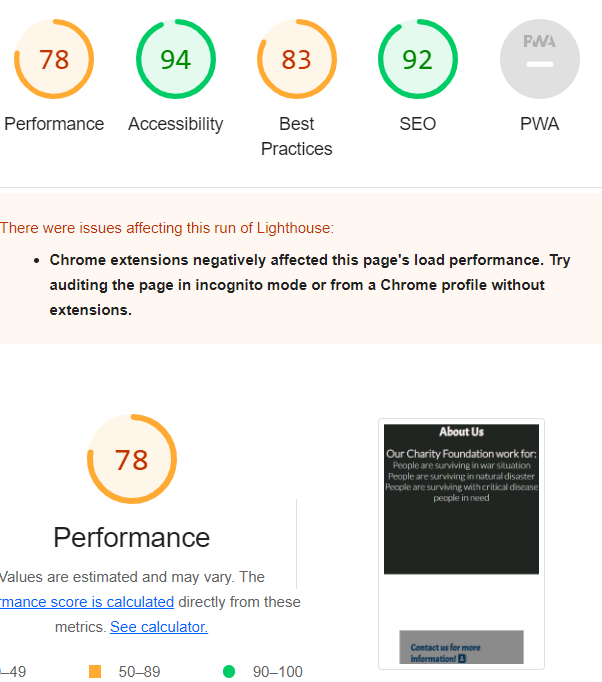 78
94
83
92
PWA
Performance
Accessibility
Best
Practices
SEO
PWA
There were issues affecting this run of Lighthouse:
• Chrome extensions negatively affected this page's load performance. Try
auditing the page in incognito mode or from a Chrome profile without
extensions.
78
Performance
Values are estimated and may vary. The
rmance score is calculated directly from these
metrics. See calculator.
–49
50–89
90–100
About Us
Our Charity Foundation work for:
People are surviving in war situation
People are surviving in natural disaster
People are surviving with critical disease
people in need
Contact us for more
information!